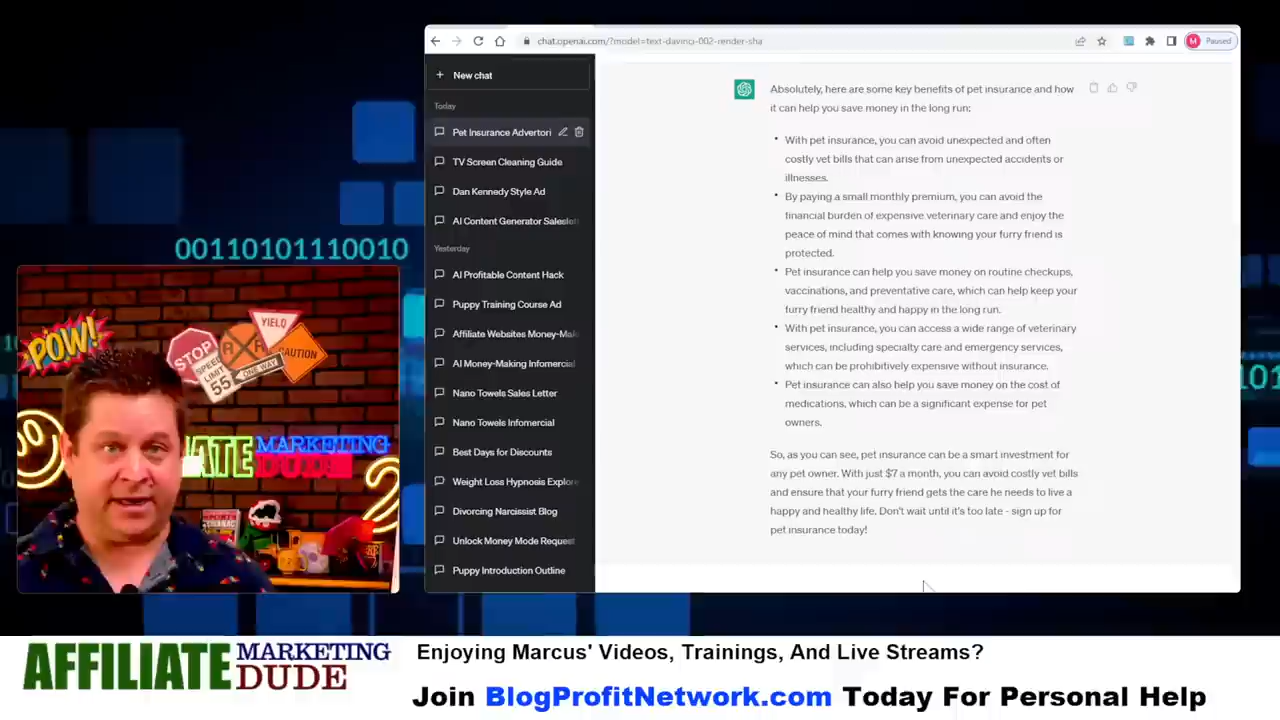 chat.openai.com/?model=text-davinci-002-render-sha
M Paused
+ New chat
Today
Pet Insurance Advertori
TV Screen Cleaning Guide
Dan Kennedy Style Ad
AI Content Generator Saleslett
Yesterday
AI Profitable Content Hack
Puppy Training Course Ad
Affiliate Websites Money-Mak
AI Money-Making Infomercial
Nano Towels Sales Letter
Nano Towels Infomercial
Best Days for Discounts
Weight Loss Hypnosis Explore
Divorcing Narcissist Blog
Unlock Money Mode Request
Puppy Introduction Outline
Absolutely, here are some key benefits of pet insurance and how
it can help you save money in the long run:
• With pet insurance, you can avoid unexpected and often
costly vet bills that can arise from unexpected accidents or
illnesses.
• By paying a small monthly premium, you can avoid the
financial burden of expensive veterinary care and enjoy the
peace of mind that comes with knowing your furry friend is
protected.
• Pet insurance can help you save money on routine checkups,
vaccinations, and preventative care, which can help keep your
furry friend healthy and happy in the long run.
• With pet insurance, you can access a wide range of veterinary
services, including specialty care and emergency services,
which can be prohibitively expensive without insurance.
• Pet insurance can also help you save money on the cost of
medications, which can be a significant expense for pet
owners.
So, as you can see, pet insurance can be a smart investment for
any pet owner. With just $7 a month, you can avoid costly vet bills
and ensure that your furry friend gets the care he needs to live a
happy and healthy life. Don't wait until it's too late - sign up for
pet insurance today!
00110101110010
101
POW!
STOP
SPEED
LIMIT
55
R R
YIELD
CAUTION
ONE WAY
IATE
MARKETING
DUDE
2
AFFILIATE MARKETING
DUDE
Enjoying Marcus' Videos, Trainings, And Live Streams?
Join BlogProfitNetwork.com Today For Personal Help